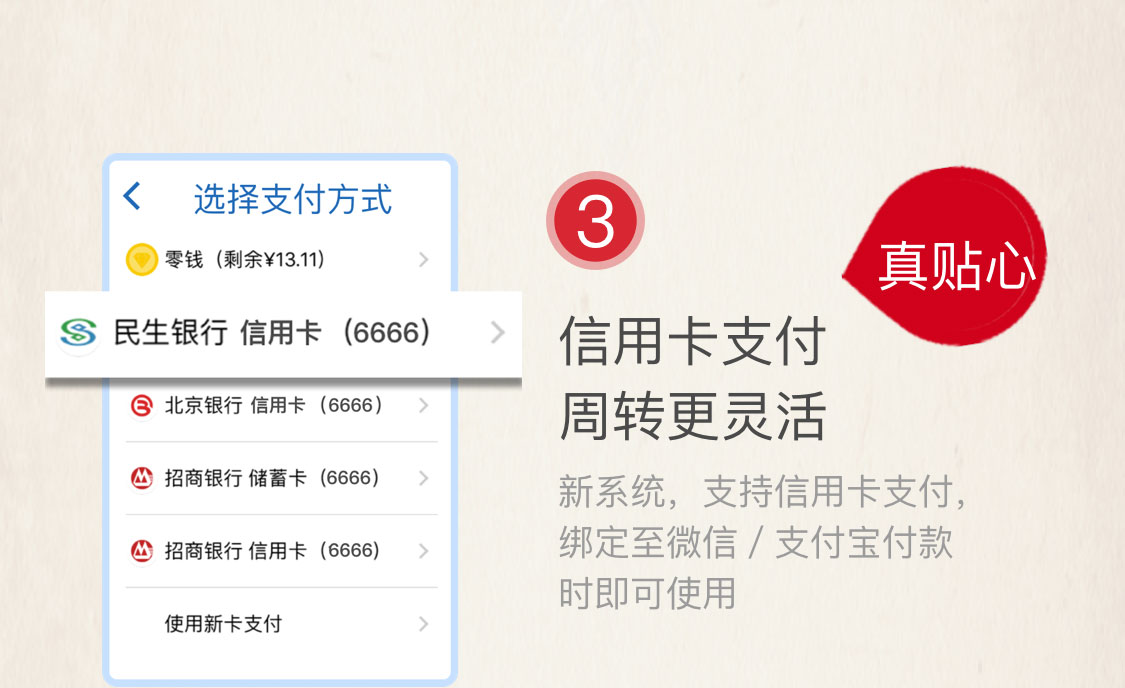 选择支付方式
零钱（剩余¥13.11）
民生银行 信用卡（6666）
北京银行 信用卡（6666）
招商银行 储蓄卡（6666）
招商银行 信用卡（6666）
使用新卡支付
3
真贴心
信用卡支付
周转更灵活
新系统，支持信用卡支付，
绑定至微信 / 支付宝付款
时即可使用